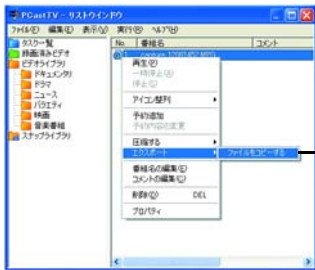 PCastTV - リストウインドウ
ファイル(F) 編集(E) 表示(V) 実行(R) ヘルプ(H)
タスク一覧
録画済みビデオ
ビデオライブラリ
ドキュメンタリ
ドラマ
ニュース
バラエティ
映画
音楽番組
スナップライブラリ
No. 番組名 コメント
1
再生(P)
一時停止(A)
停止(S)
アイコン整列
予約追加
予約内容の変更
圧縮する
エクスポート
ファイルをコピーする
番組名の編集(E)
コメントの編集(C)
削除(D) DEL
プロパティ